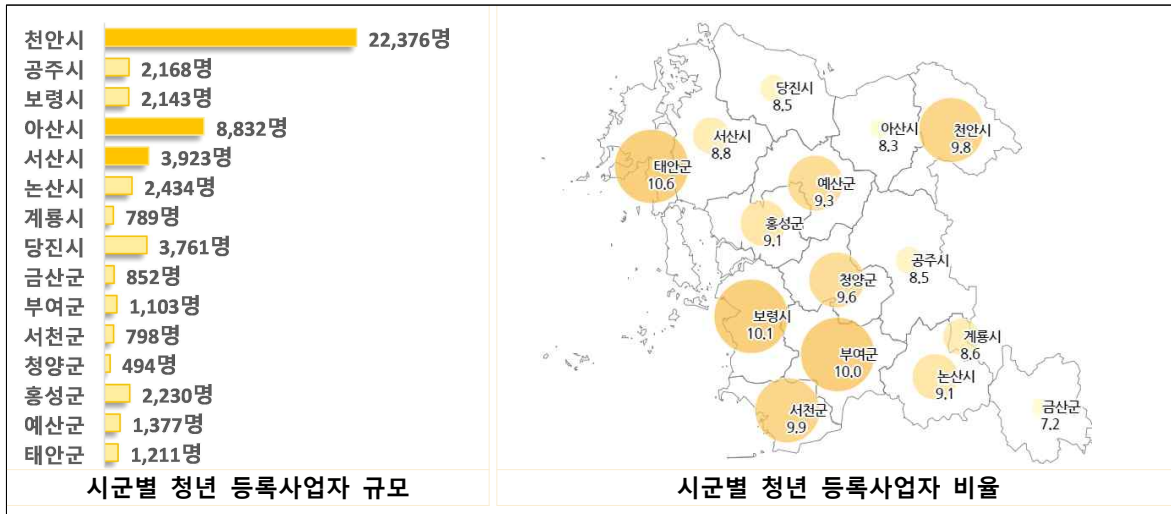 천안시 22,376명
공주시 2,168명
보령시 2,143명
아산시 8,832명
서산시 3,923명
논산시 2,434명
계룡시 789명
당진시 3,761명
금산군 852명
부여군 1,103명
서천군 798명
청양군 494명
홍성군 2,230명
예산군 1,377명
태안군 1,211명
시군별 청년 등록사업자 규모
당진시
8.5
아산시
8.3
천안시
9.8
서산시
8.8
태안군
10.6
예산군
9.3
홍성군
9.1
공주시
8.5
청양군
9.6
보령시
10.1
계룡시
8.6
부여군
10.0
논산시
9.1
서천군
9.9
금산군
7.2
시군별 청년 등록사업자 비율